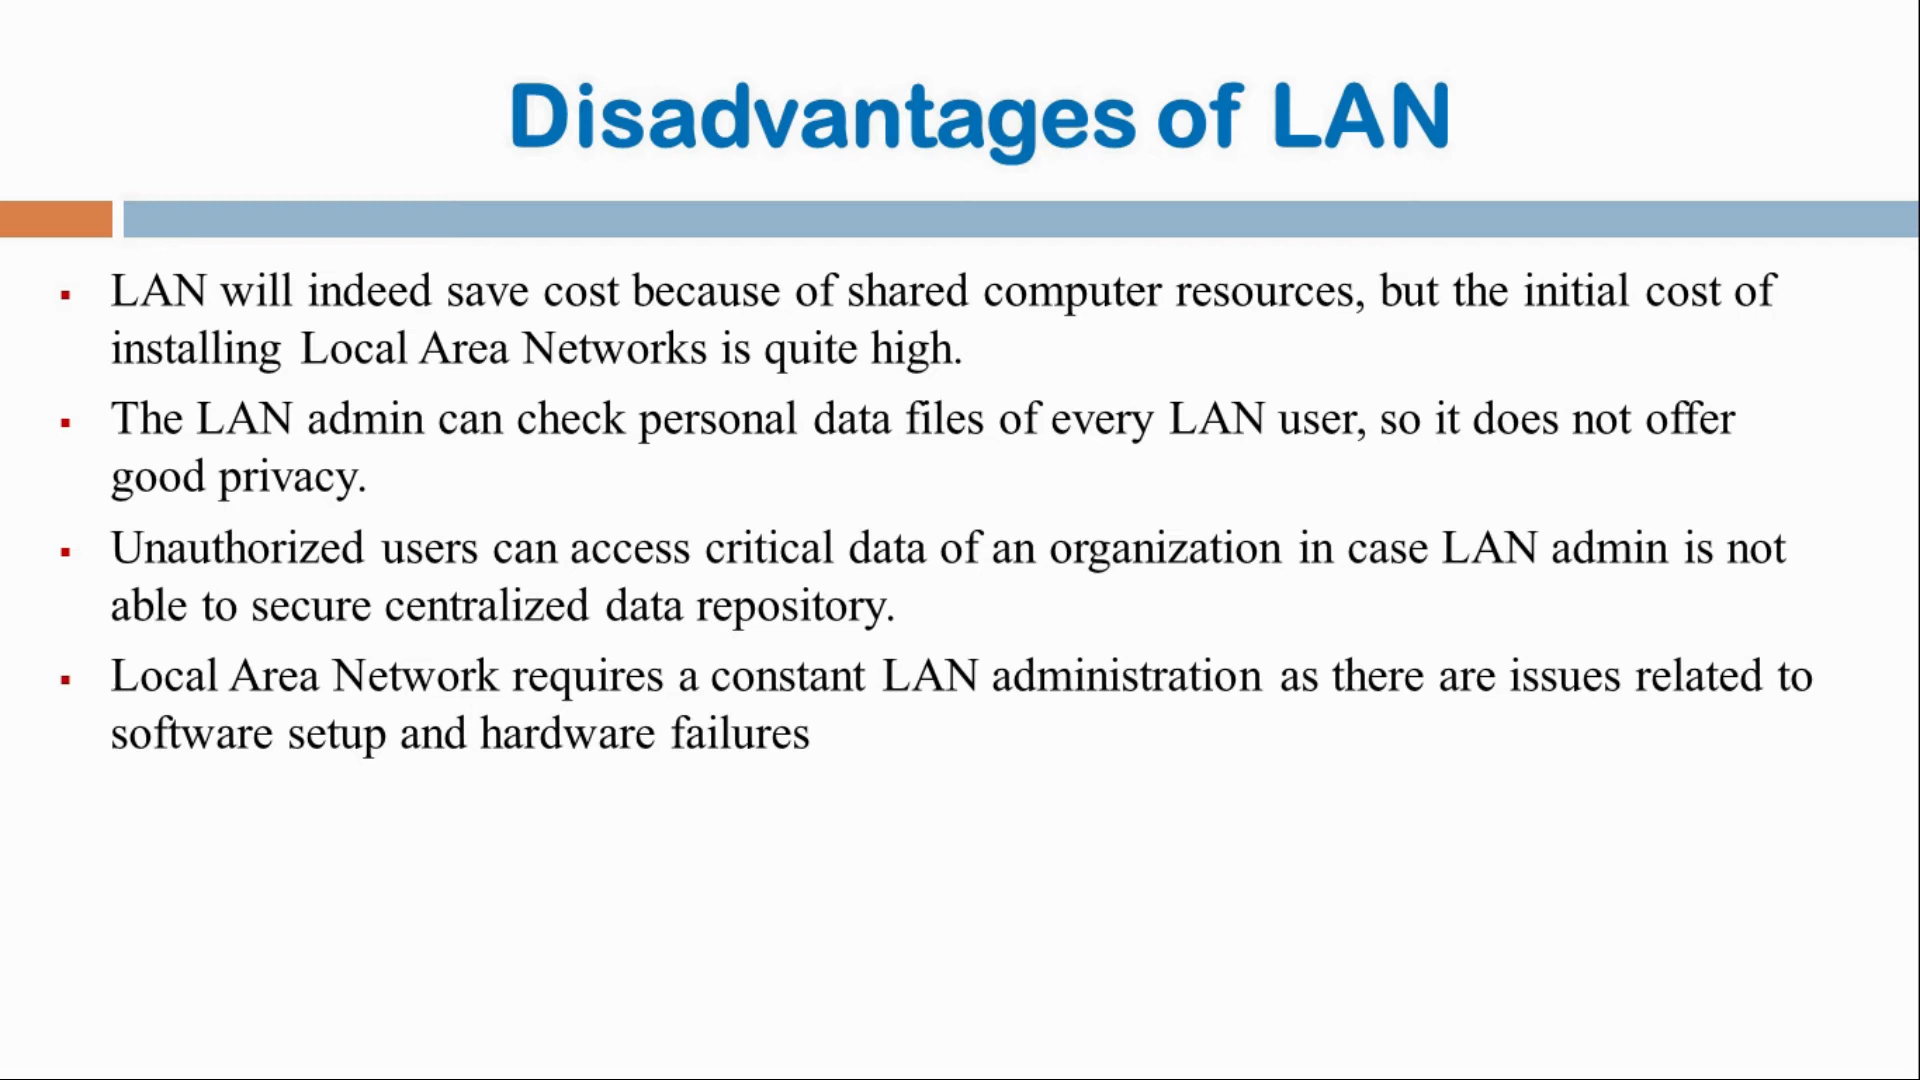 Disadvantages of LAN
▪ LAN will indeed save cost because of shared computer resources, but the initial cost of
installing Local Area Networks is quite high.
▪ The LAN admin can check personal data files of every LAN user, so it does not offer
good privacy.
▪ Unauthorized users can access critical data of an organization in case LAN admin is not
able to secure centralized data repository.
▪ Local Area Network requires a constant LAN administration as there are issues related to
software setup and hardware failures